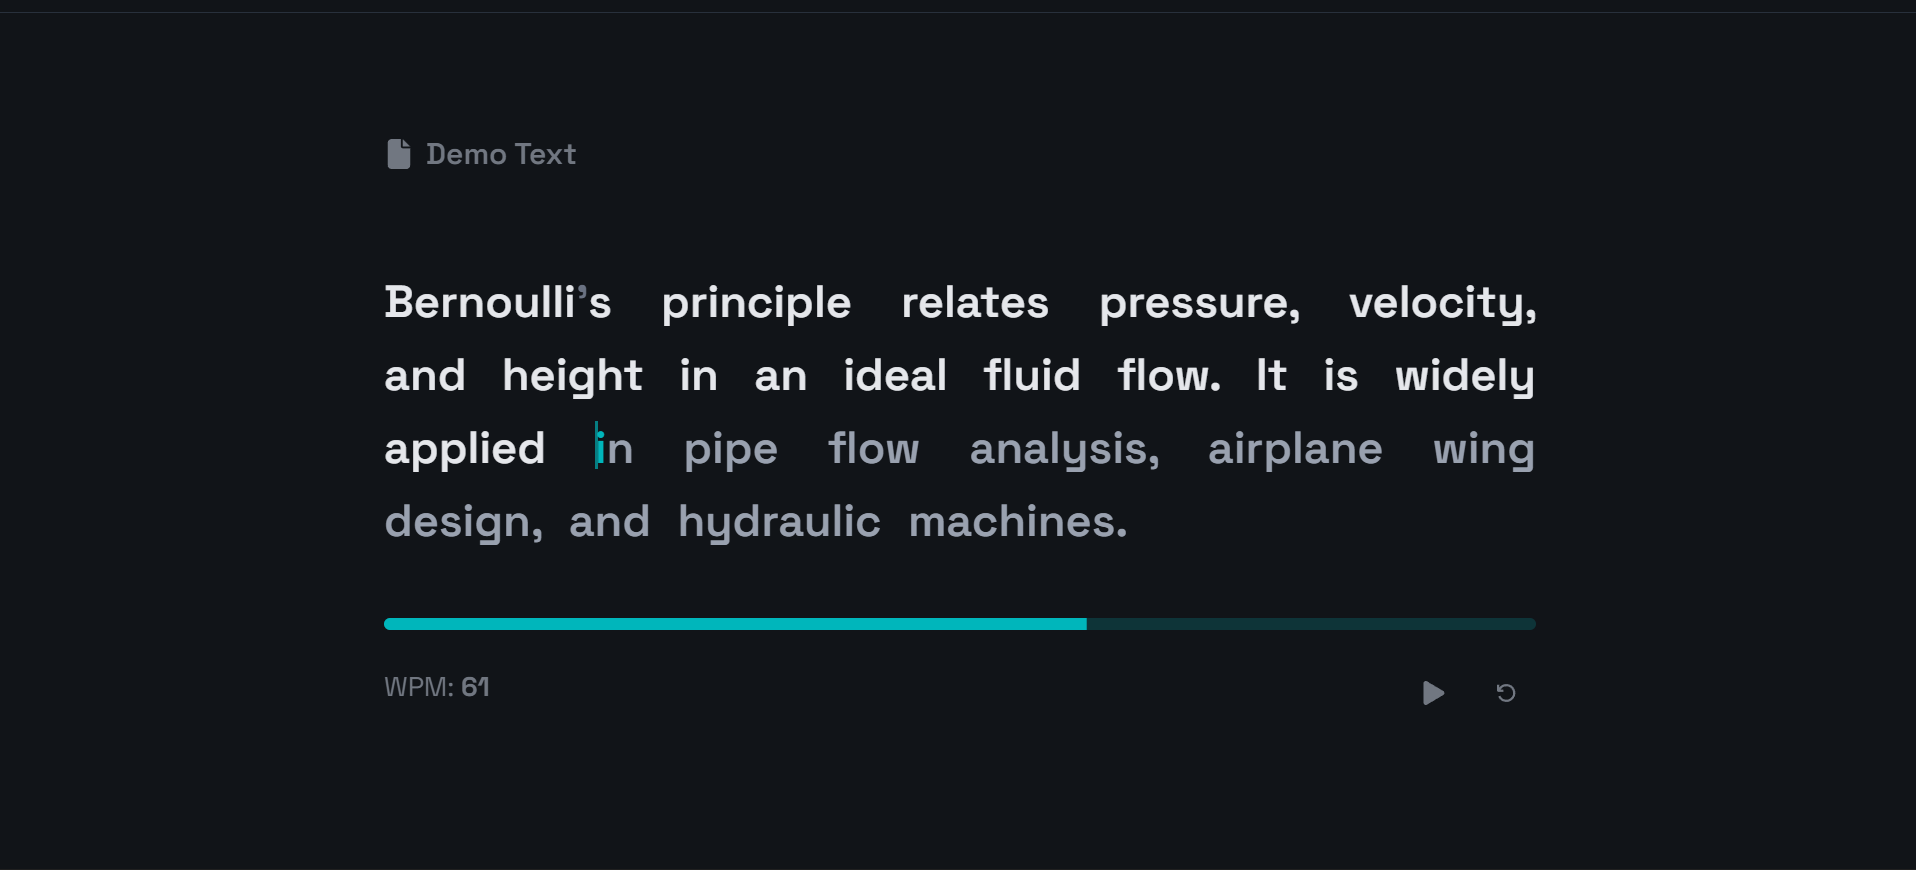 Demo Text
Bernoulli’s principle relates pressure, velocity,
and height in an ideal fluid flow. It is widely
applied in pipe flow analysis, airplane wing
design, and hydraulic machines.
WPM: 61